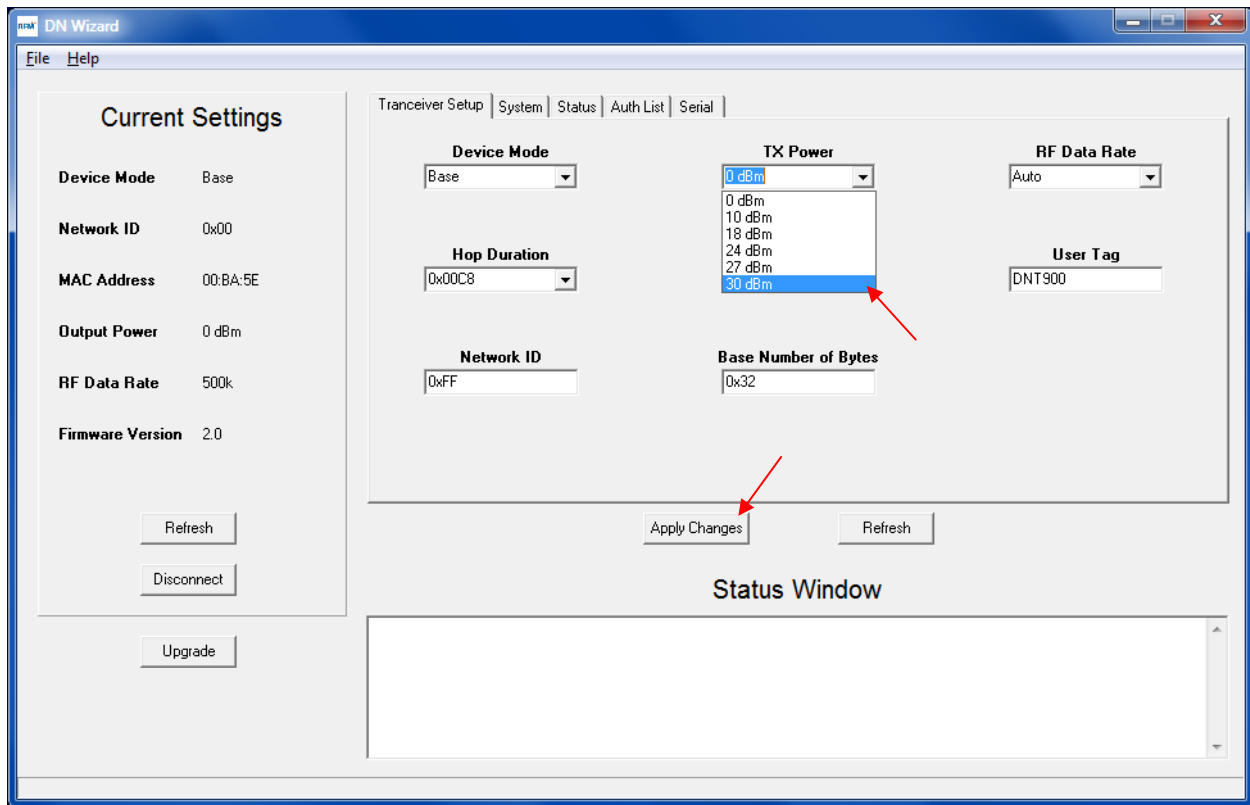 RFM DN Wizard
File Help
Current Settings
Device Mode Base
Network ID 0x00
MAC Address 00:BA:5E
Output Power 0 dBm
RF Data Rate 500k
Firmware Version 2.0
Refresh
Disconnect
Upgrade
Tranceiver Setup System Status Auth List Serial
Device Mode TX Power RF Data Rate
Base 0 dBm Auto
0 dBm
10 dBm
18 dBm
24 dBm
27 dBm
30 dBm
Hop Duration User Tag
0x00C8 DNT900
Network ID Base Number of Bytes
0xFF 0x32
Apply Changes Refresh
Status Window